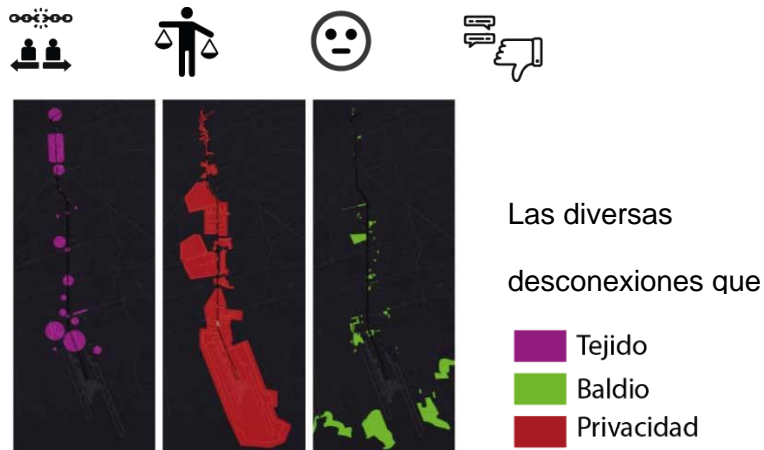 Las diversas
desconexiones que
Tejido
Baldio
Privacidad